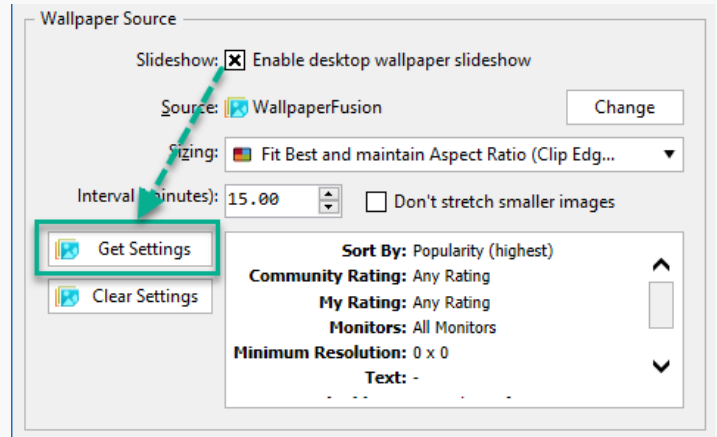 Wallpaper Source
Slideshow: Enable desktop wallpaper slideshow
Source: WallpaperFusion Change
Sizing: Fit Best and maintain Aspect Ratio (Clip Edg...
Interval (minutes): 15.00 Don't stretch smaller images
Get Settings
Clear Settings
Sort By: Popularity (highest)
Community Rating: Any Rating
My Rating: Any Rating
Monitors: All Monitors
Minimum Resolution: 0 x 0
Text: -